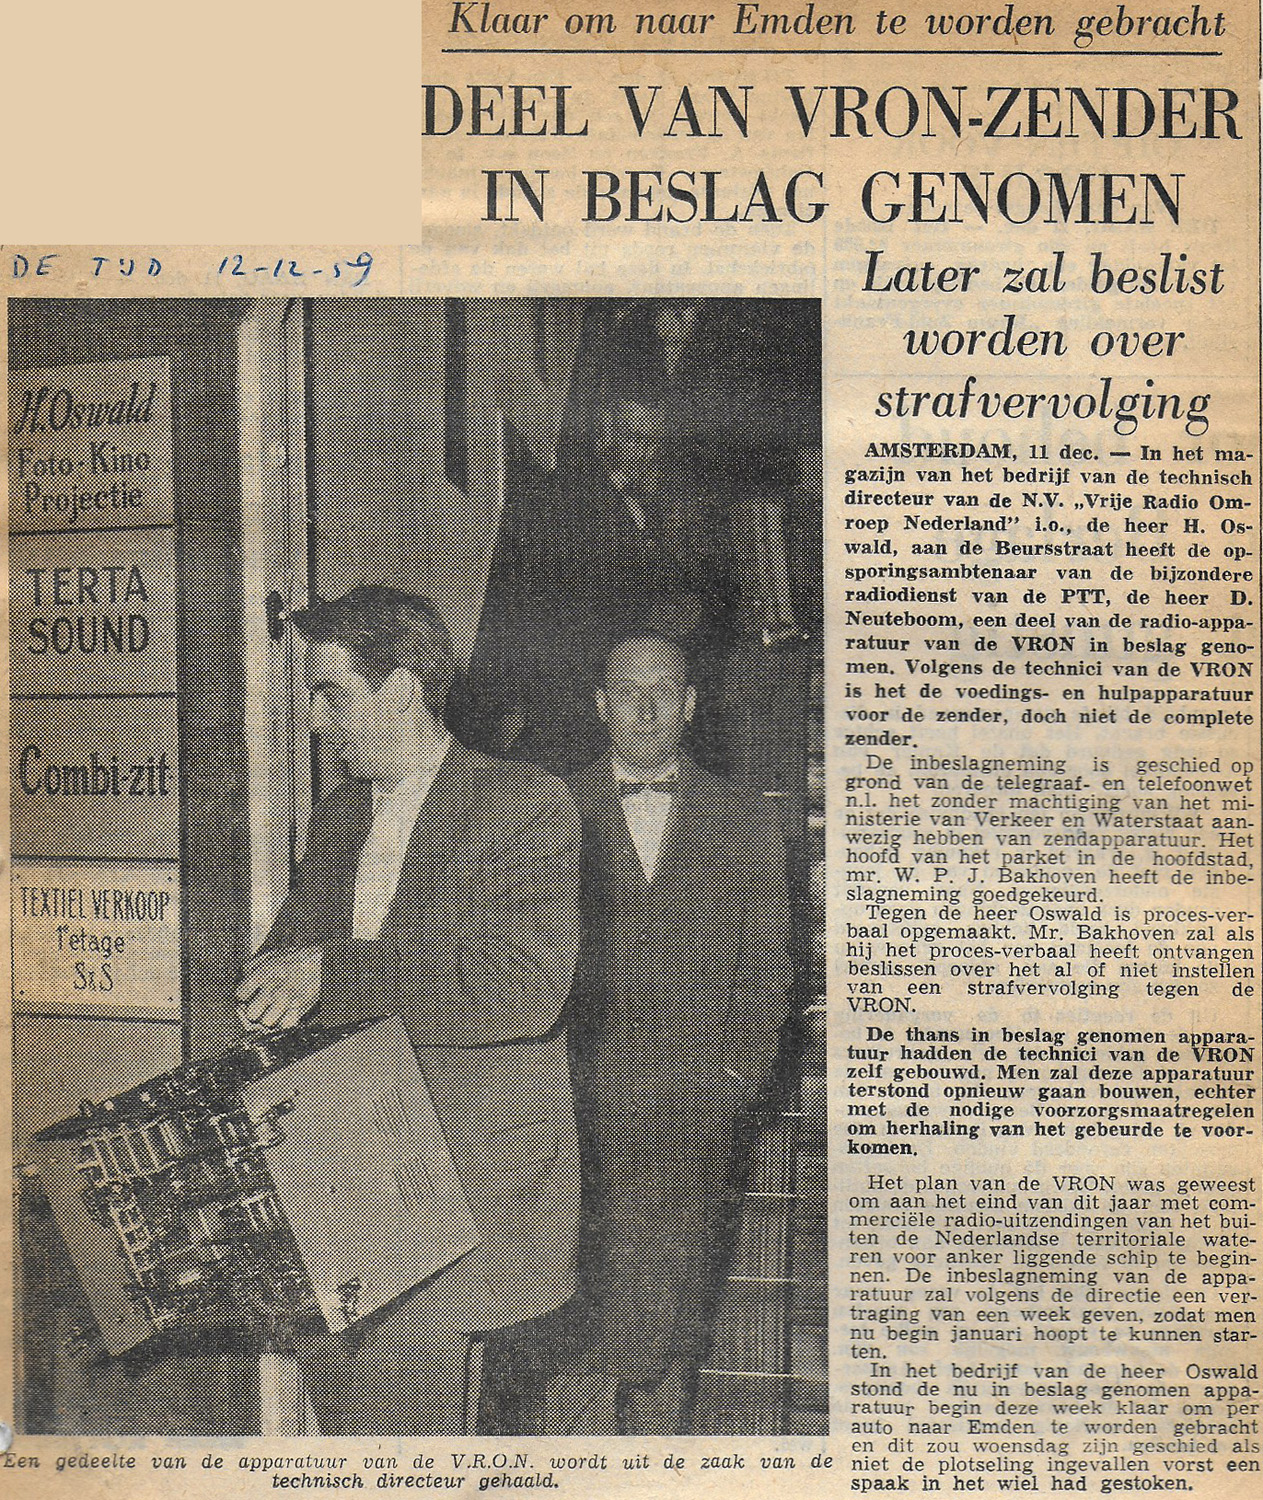 Klaar om naar Emden te worden gebracht
DEEL VAN VRON-ZENDER
IN BESLAG GENOMEN
DE TIJD 12-12-59
Later zal beslist
worden over
strafvervolging
H. Oswald
Foto-Kino
Projectie
TERTA
SOUND
Combi-zit
TEXTIEL VERKOOP
1e etage
S&S
Een gedeelte van de apparatuur van de V.R.O.N. wordt uit de zaak van de
technisch directeur gehaald.
AMSTERDAM, 11 dec. — In het ma-
gazijn van het bedrijf van de technisch
directeur van de N.V. „Vrije Radio Om-
roep Nederland” i.o., de heer H. Os-
wald, aan de Beursstraat heeft de op-
sporingsambtenaar van de bijzondere
radiodienst van de PTT, de heer D.
Neuteboom, een deel van de radio-appa-
ratuur van de VRON in beslag geno-
men. Volgens de technici van de VRON
is het de voedings- en hulpapparatuur
voor de zender, doch niet de complete
zender.
De inbeslagneming is geschied op
grond van de telegraaf- en telefoonwet
n.l. het zonder machtiging van het mi-
nisterie van Verkeer en Waterstaat aan-
wezig hebben van zendapparatuur. Het
hoofd van het parket in de hoofdstad,
mr. W. P. J. Bakhoven heeft de inbe-
slagneming goedgekeurd.
Tegen de heer Oswald is proces-ver-
baal opgemaakt. Mr. Bakhoven zal als
hij het proces-verbaal heeft ontvangen
beslissen over het al of niet instellen
van een strafvervolging tegen de
VRON.
De thans in beslag genomen appara-
tuur hadden de technici van de VRON
zelf gebouwd. Men zal deze apparatuur
terstond opnieuw gaan bouwen, echter
met de nodige voorzorgsmaatregelen
om herhaling van het gebeurde te voor-
komen.
Het plan van de VRON was geweest
om aan het eind van dit jaar met com-
merciële radio-uitzendingen van het bui-
ten de Nederlandse territoriale wate-
ren voor anker liggende schip te begin-
nen. De inbeslagneming van de appa-
ratuur zal volgens de directie een ver-
traging van een week geven, zodat men
nu begin januari hoopt te kunnen star-
ten.
In het bedrijf van de heer Oswald
stond de nu in beslag genomen appa-
ratuur begin deze week klaar om per
auto naar Emden te worden gebracht
en dit zou woensdag zijn geschied als
niet de plotseling ingevallen vorst een
spaak in het wiel had gestoken.